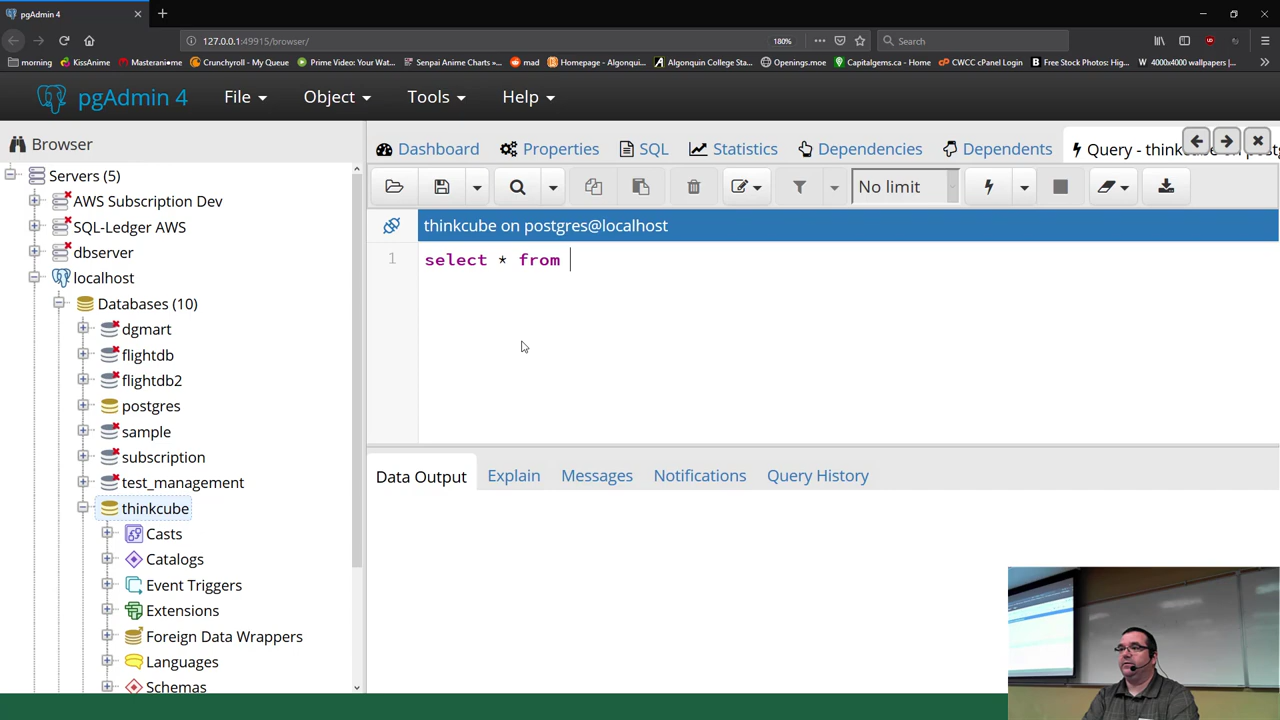 pgAdmin 4
127.0.0.1:49915/browser/
180%
Search
morning
KissAnime
Masterani•me
Crunchyroll - My Queue
Prime Video: Your Wat...
Senpai Anime Charts »...
mad
Homepage - Algonqui...
Algonquin College Sta...
Openings.moe
Capitalgems.ca - Home
CWCC cPanel Login
Free Stock Photos: Hig...
4000x4000 wallpapers |...
pgAdmin 4
File
Object
Tools
Help
Browser
Dashboard
Properties
SQL
Statistics
Dependencies
Dependents
Query - thinkcube on postg
Servers (5)
AWS Subscription Dev
SQL-Ledger AWS
dbserver
localhost
Databases (10)
dgmart
flightdb
flightdb2
postgres
sample
subscription
test_management
thinkcube
Casts
Catalogs
Event Triggers
Extensions
Foreign Data Wrappers
Languages
Schemas
No limit
thinkcube on postgres@localhost
1
select * from
Data Output
Explain
Messages
Notifications
Query History